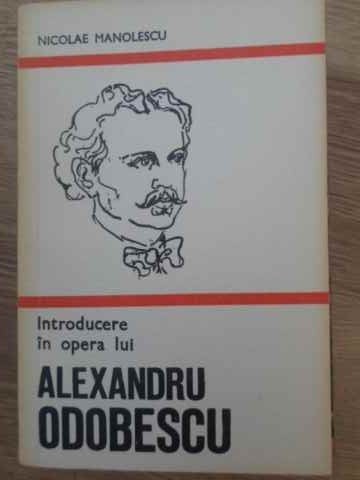 NICOLAE MANOLESCU
Introducere
în opera lui
ALEXANDRU
ODOBESCU